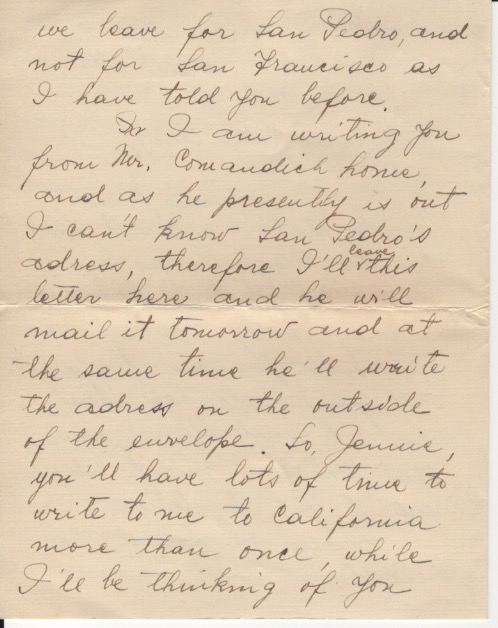 we leave for San Pedro, and
not for San Francisco as
I have told you before.
I am writing you
from Mr. Comandich home,
and as he presently is out
I can't know San Pedro's
adress, therefore I'll leave this
letter here and he will
mail it tomorrow and at
the same time he'll write
the adress on the outside
of the envelope. So, Jennie,
you'll have lots of time to
write to me to California
more than once, while
I'll be thinking of you